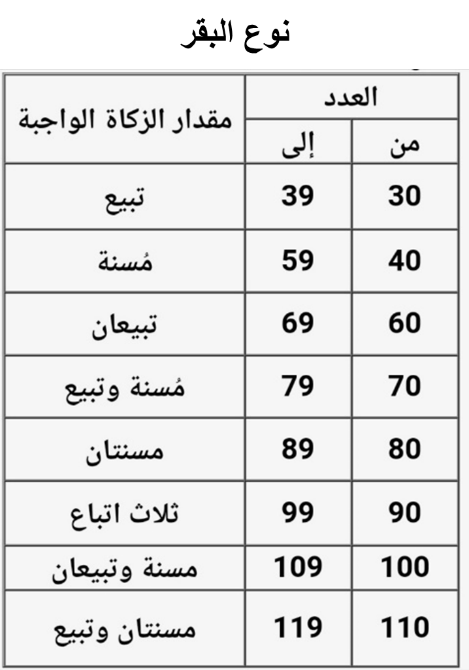 نوع البقر
العدد مقدار الزكاة الواجبة
من إلى
30 39 تبيع
40 59 مُسنة
60 69 تبيعان
70 79 مُسنة وتبيع
80 89 مسنتان
90 99 ثلاث اتباع
100 109 مسنة وتبيعان
110 119 مسنتان وتبيع